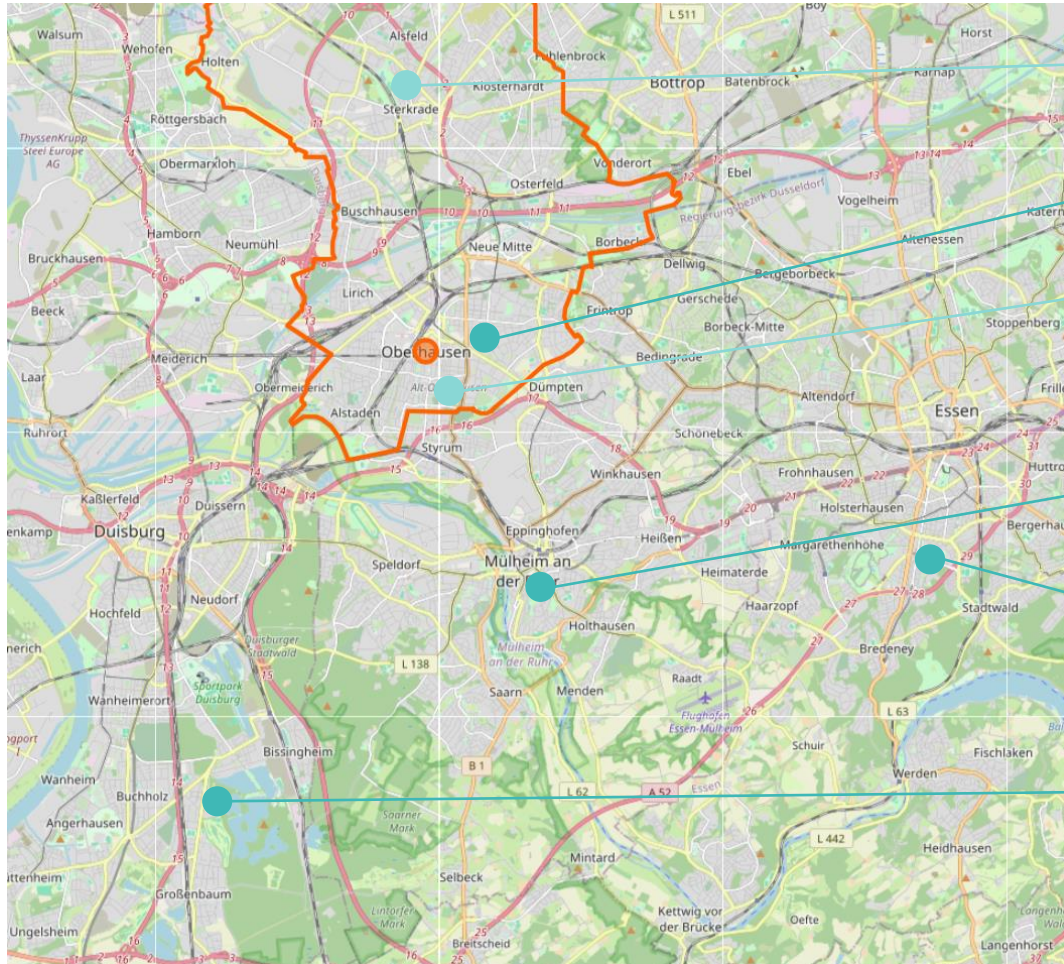 L 511
Boy
Walsum
Wehofen
Alsfeld
Horst
Holten
Fuhlenbrock
Klosterhardt
Bottrop
Batenbrock
Karnap
Sterkrade
Röttgersbach
ThyssenKrupp
Steel Europe
AG
Obermarxloh
Vonderort
Osterfeld
Ebel
Vogelheim
Regierungsbezirk Düsseldorf
Buschhausen
Hamborn
Neumühl
Neue Mitte
Borbeck
Altenessen
Bruckhausen
Dellwig
Bergeborbeck
Lirich
Gerschede
Beeck
Frintrop
Borbeck-Mitte
Stoppenberg
Meiderich
Oberhausen
Bedingrade
Laar
Obermeiderich
Dümpten
Altendorf
Alstaden
Essen
Ruhrort
Styrum
Schönebeck
Winkhausen
Frohnhausen
Kaßlerfeld
Duissern
Holsterhausen
Duisburg
Eppinghofen
Heißen
Margarethenhöhe
Speldorf
Mülheim an
Heimaterde
Hochfeld
Neudorf
Haarzopf
Stadtwald
Holthausen
Duisburger
Stadtwald
Mülheim
an der Ruhr
Bredeney
L 138
Raadt
Sportpark
Duisburg
Saarn
Menden
Wanheimerort
Flughafen
Essen-Mülheim
L 63
Bissingheim
Schuir
Fischlaken
B 1
Wanheim
Werden
Buchholz
L 62
A 52
Essen
Angerhausen
Saarner
Mark
L 442
Heidhausen
Mintard
Selbeck
Großenbaum
Lintorfer
Mark
Kettwig vor
der Brücke
Oefte
Ungelsheim
Breitscheid
Langenhorst